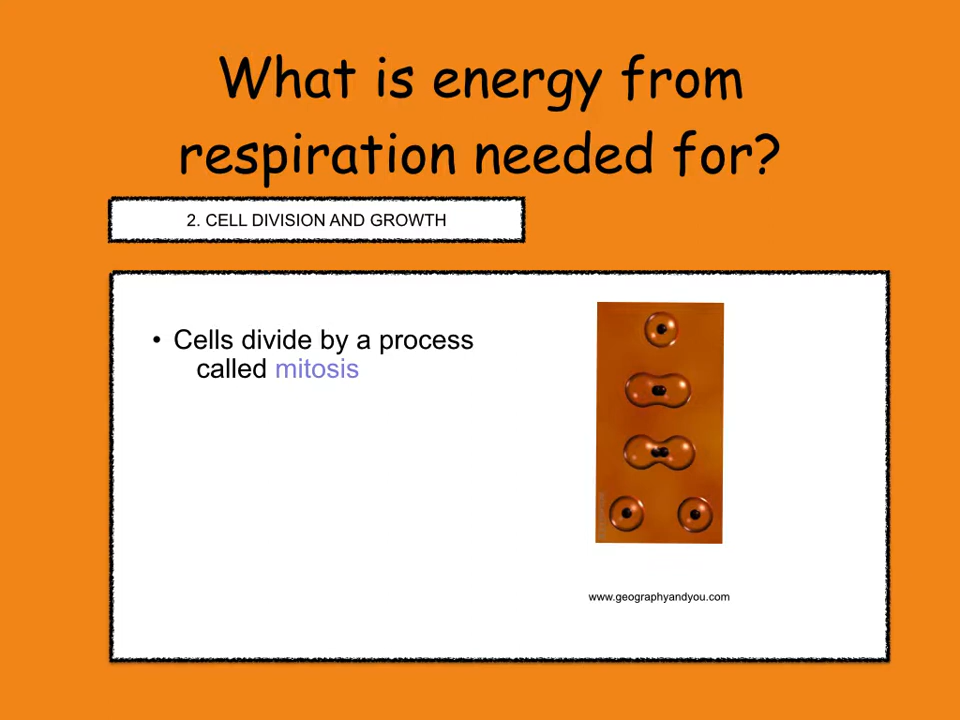 What is energy from
respiration needed for?
2. CELL DIVISION AND GROWTH
• Cells divide by a process
called mitosis
www.geographyandyou.com